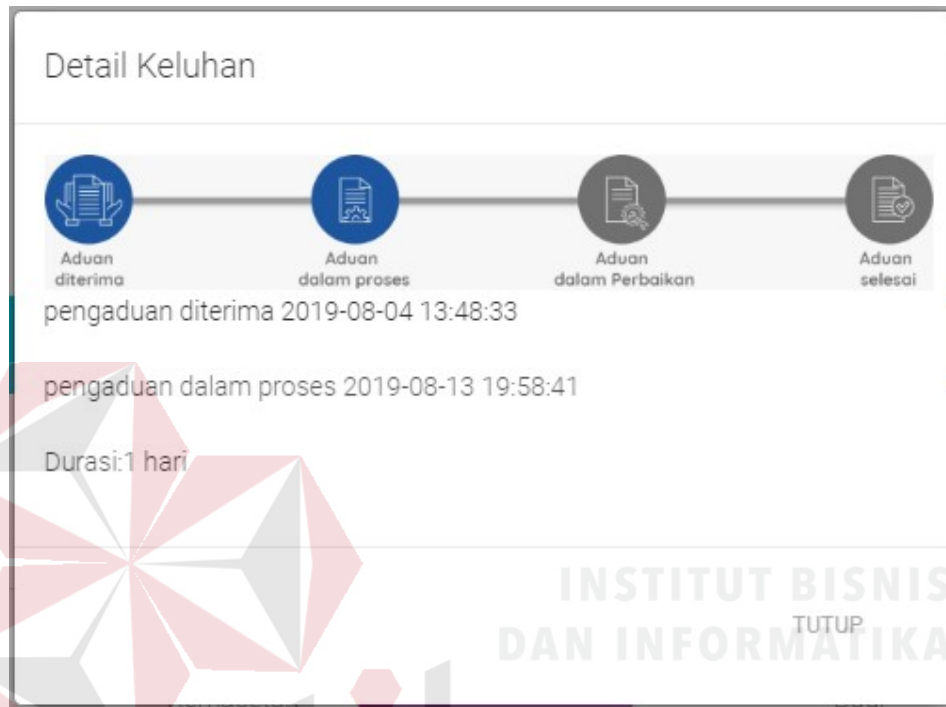 Detail Keluhan
Aduan diterima
Aduan dalam proses
Aduan dalam Perbaikan
Aduan selesai
pengaduan diterima 2019-08-04 13:48:33
pengaduan dalam proses 2019-08-13 19:58:41
Durasi:1 hari
INSTITUT BISNIS
TUTUP
DAN INFORMATIKA